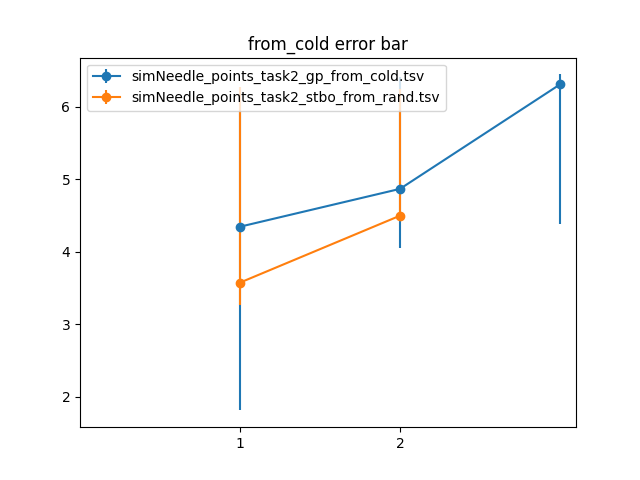 from_cold error bar
simNeedle_points_task2_gp_from_cold.tsv
simNeedle_points_task2_stbo_from_rand.tsv
6
5
4
3
2
1 2